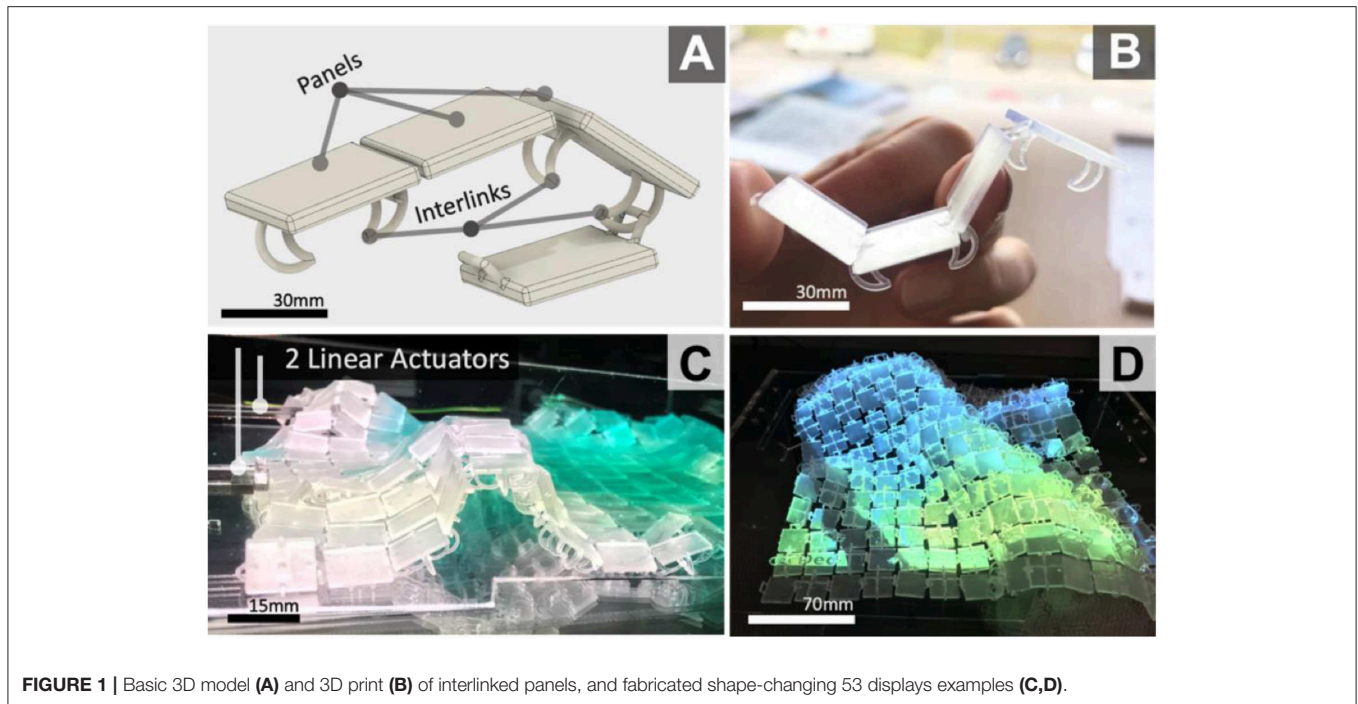 A
Panels
Interlinks
30mm
B
30mm
2 Linear Actuators
C
15mm
D
70mm
FIGURE 1 | Basic 3D model (A) and 3D print (B) of interlinked panels, and fabricated shape-changing 53 displays examples (C,D).